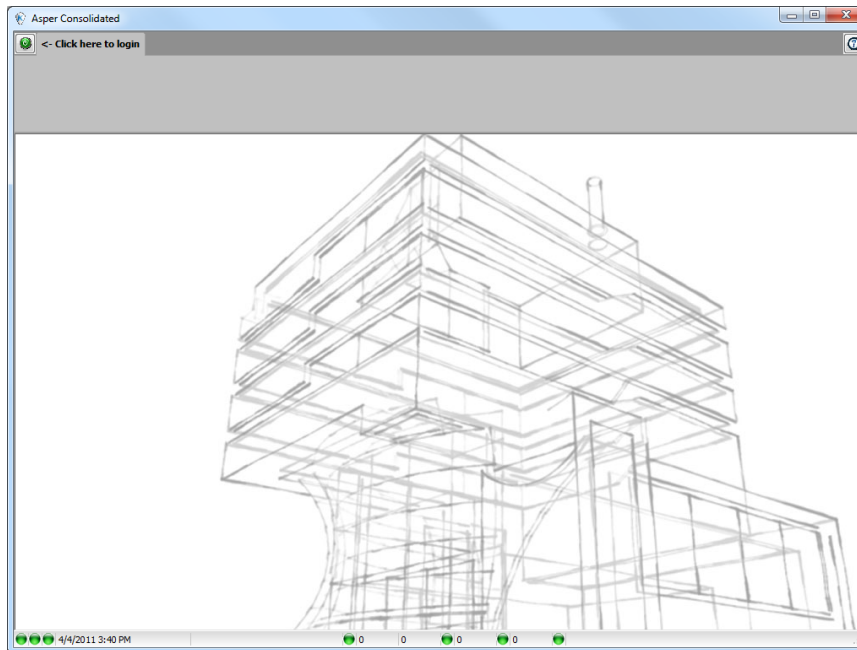 Asper Consolidated
<- Click here to login
4/4/2011 3:40 PM 0 0 0 0